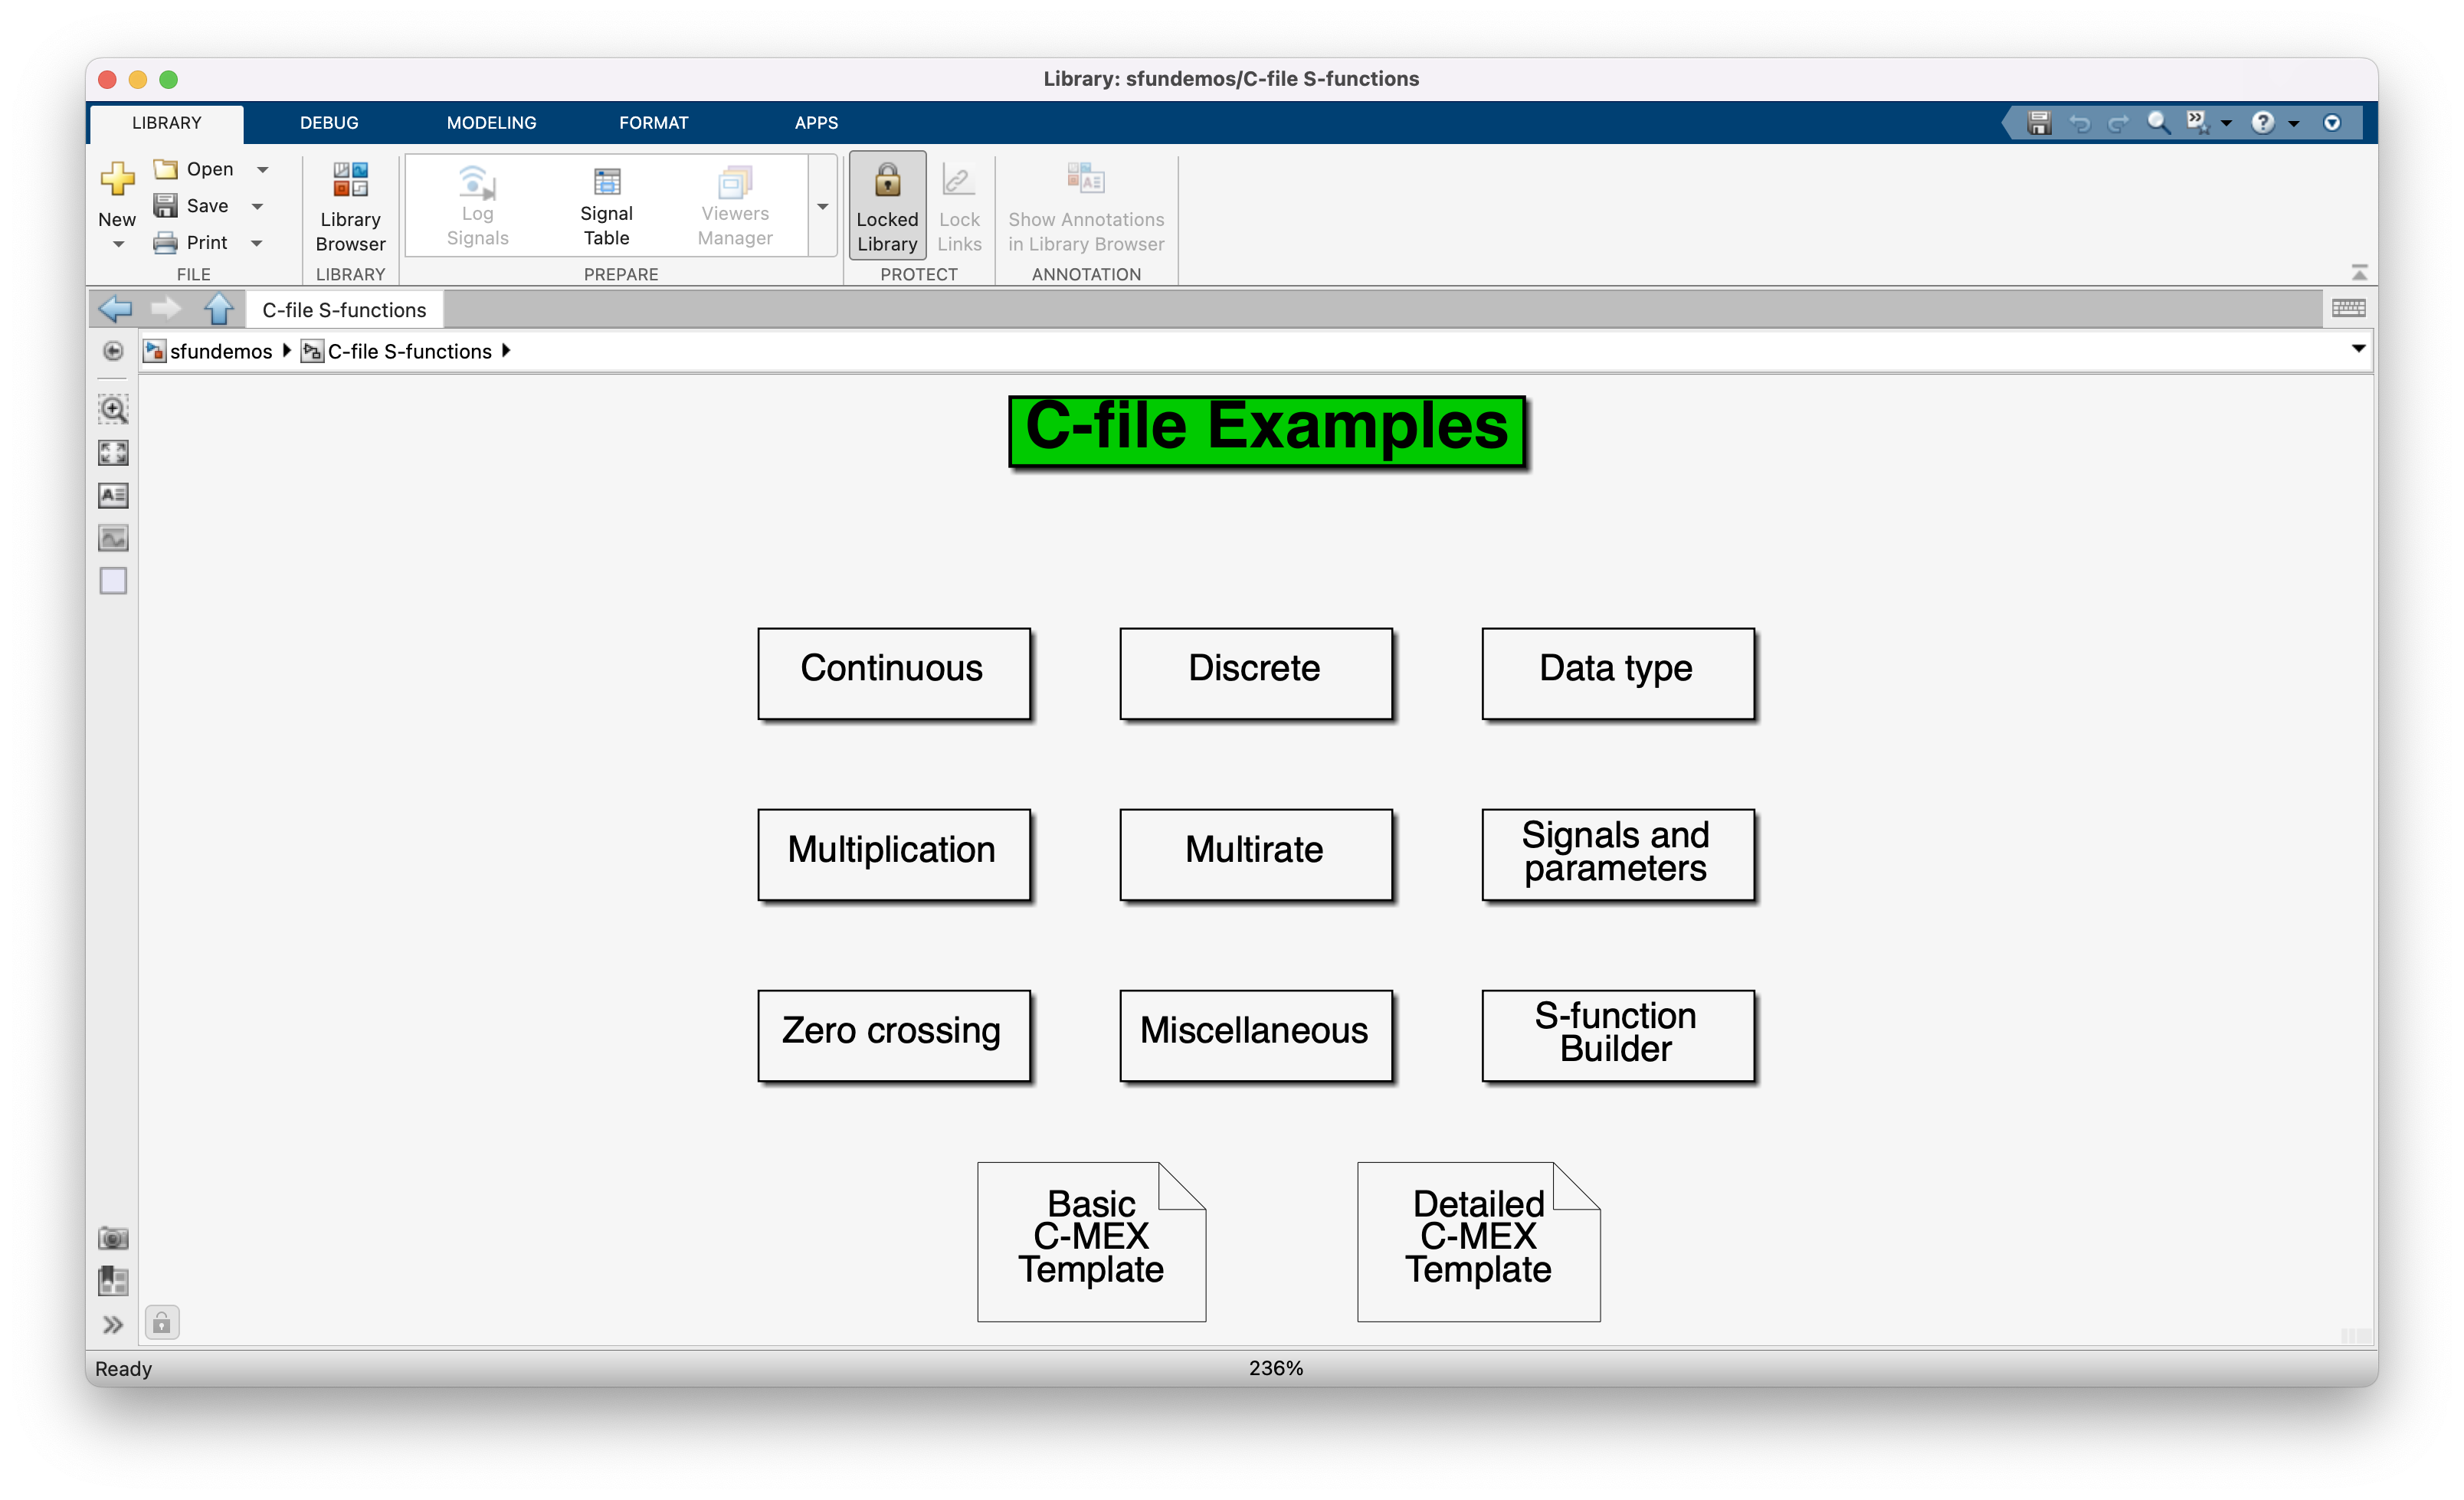 Library: sfundemos/C-file S-functions
LIBRARY DEBUG MODELING FORMAT APPS
New
Open
Save
Print
FILE
Library
Browser
LIBRARY
Log
Signals
Signal
Table
Viewers
Manager
PREPARE
Locked
Library
Lock
Links
PROTECT
Show Annotations
in Library Browser
ANNOTATION
C-file S-functions
sfundemos C-file S-functions
C-file Examples
Continuous
Discrete
Data type
Multiplication
Multirate
Signals and
parameters
Zero crossing
Miscellaneous
S-function
Builder
Basic
C-MEX
Template
Detailed
C-MEX
Template
Ready
236%